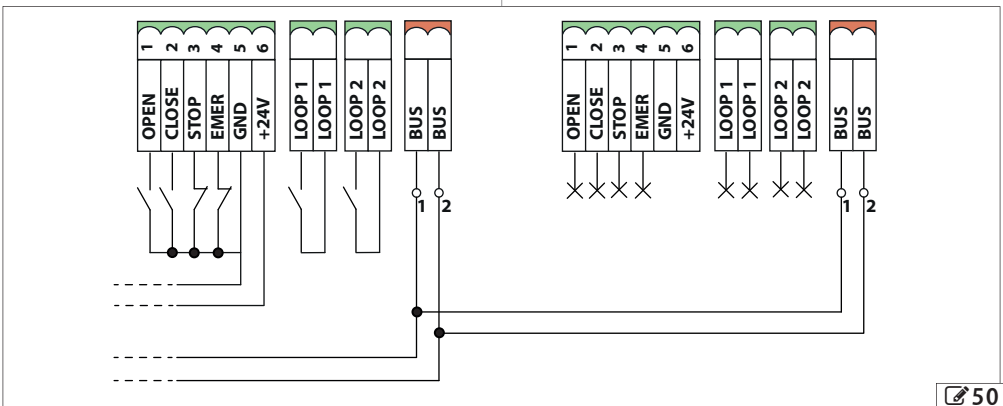 1 2 3 4 5 6
OPEN CLOSE STOP EMER GND +24V
LOOP 1 LOOP 1
LOOP 2 LOOP 2
BUS BUS
1 2
1 2 3 4 5 6
OPEN CLOSE STOP EMER GND +24V
LOOP 1 LOOP 1
LOOP 2 LOOP 2
BUS BUS
1 2
50